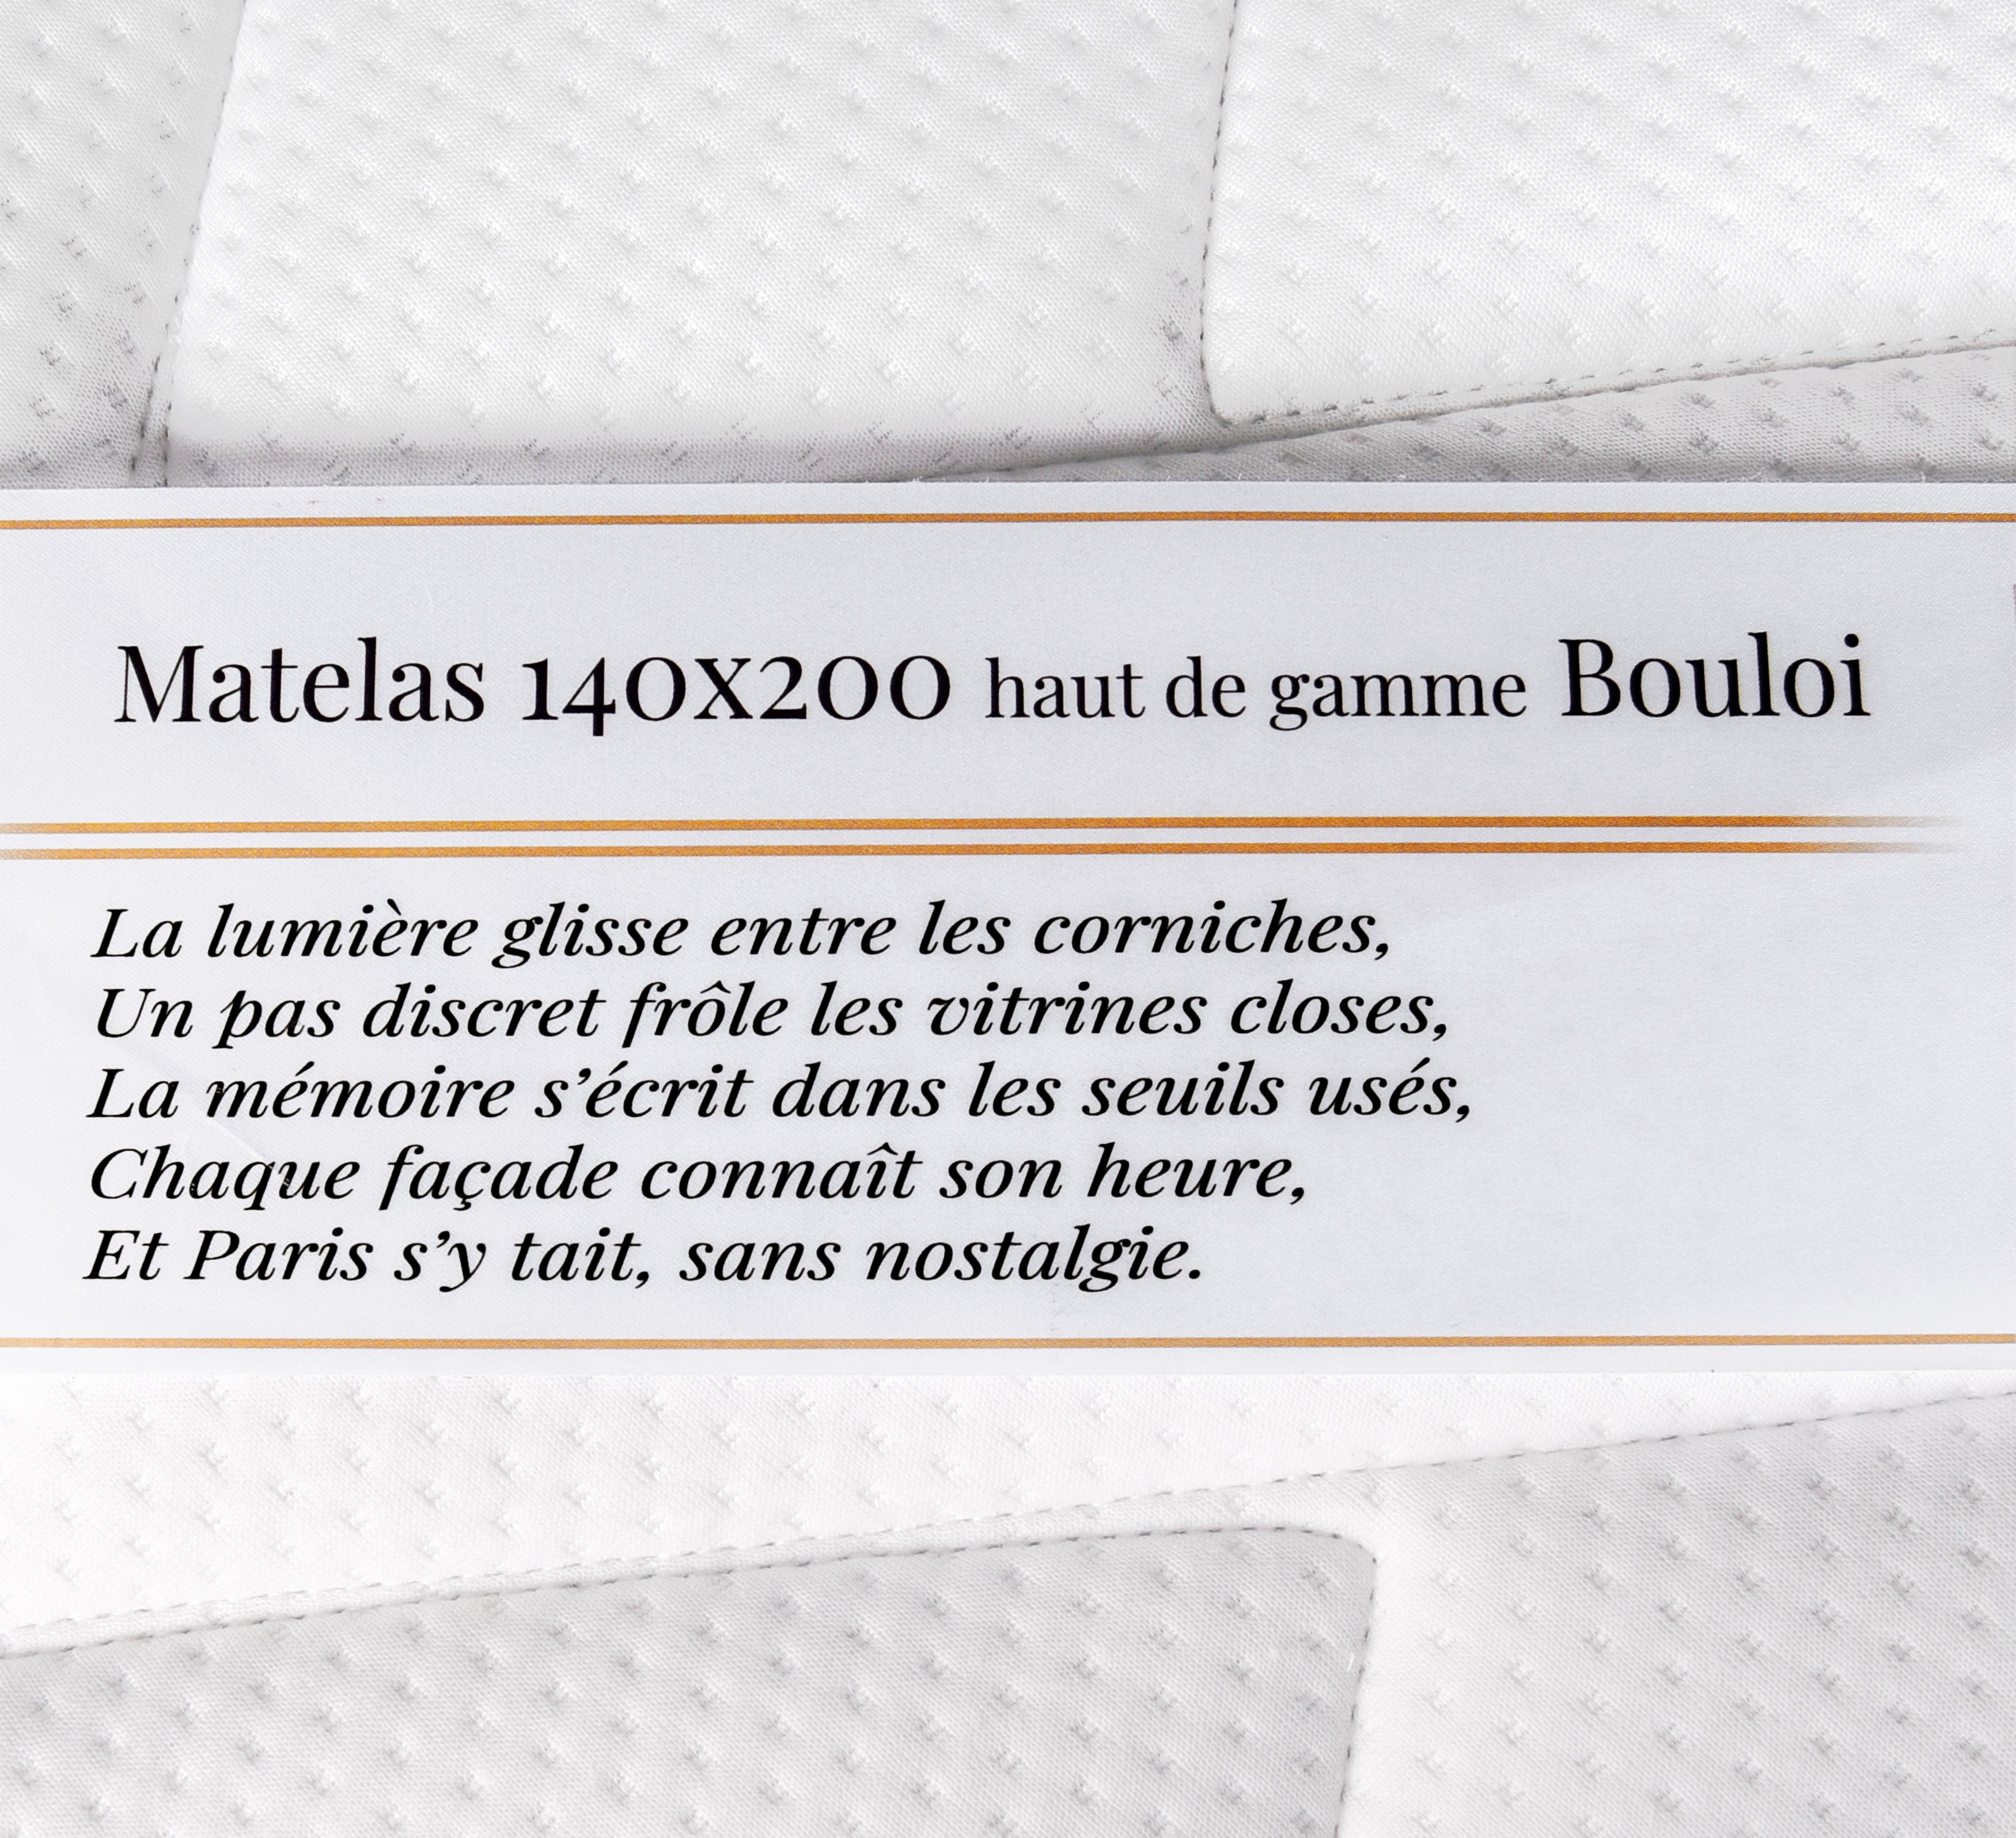 Matelas 140x200 haut de gamme Bouloi
La lumière glisse entre les corniches,
Un pas discret frôle les vitrines closes,
La mémoire s’écrit dans les seuils usés,
Chaque façade connaît son heure,
Et Paris s’y tait, sans nostalgie.